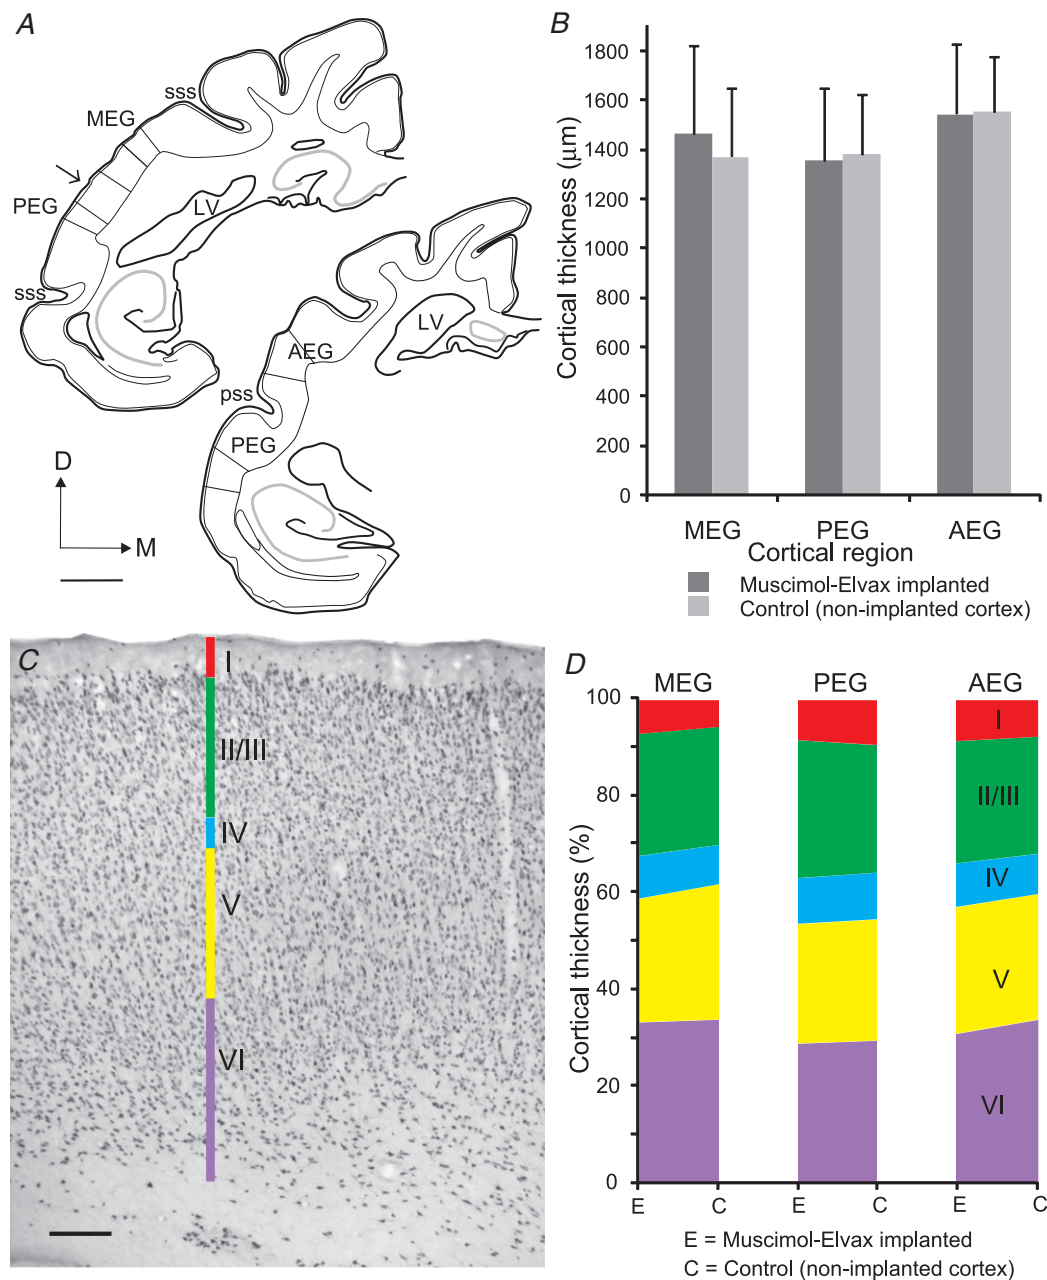 A
sss
MEG
PEG
LV
sss
LV
AEG
pss
PEG
D
M
B
Cortical thickness (μm)
1800
1600
1400
1200
1000
800
600
400
200
0
MEG PEG AEG
Cortical region
Muscimol-Elvax implanted
Control (non-implanted cortex)
C
I
II/III
IV
V
VI
D
MEG PEG AEG
Cortical thickness (%)
100
80
60
40
20
0
I
II/III
IV
V
VI
E C E C E C
E = Muscimol-Elvax implanted
C = Control (non-implanted cortex)